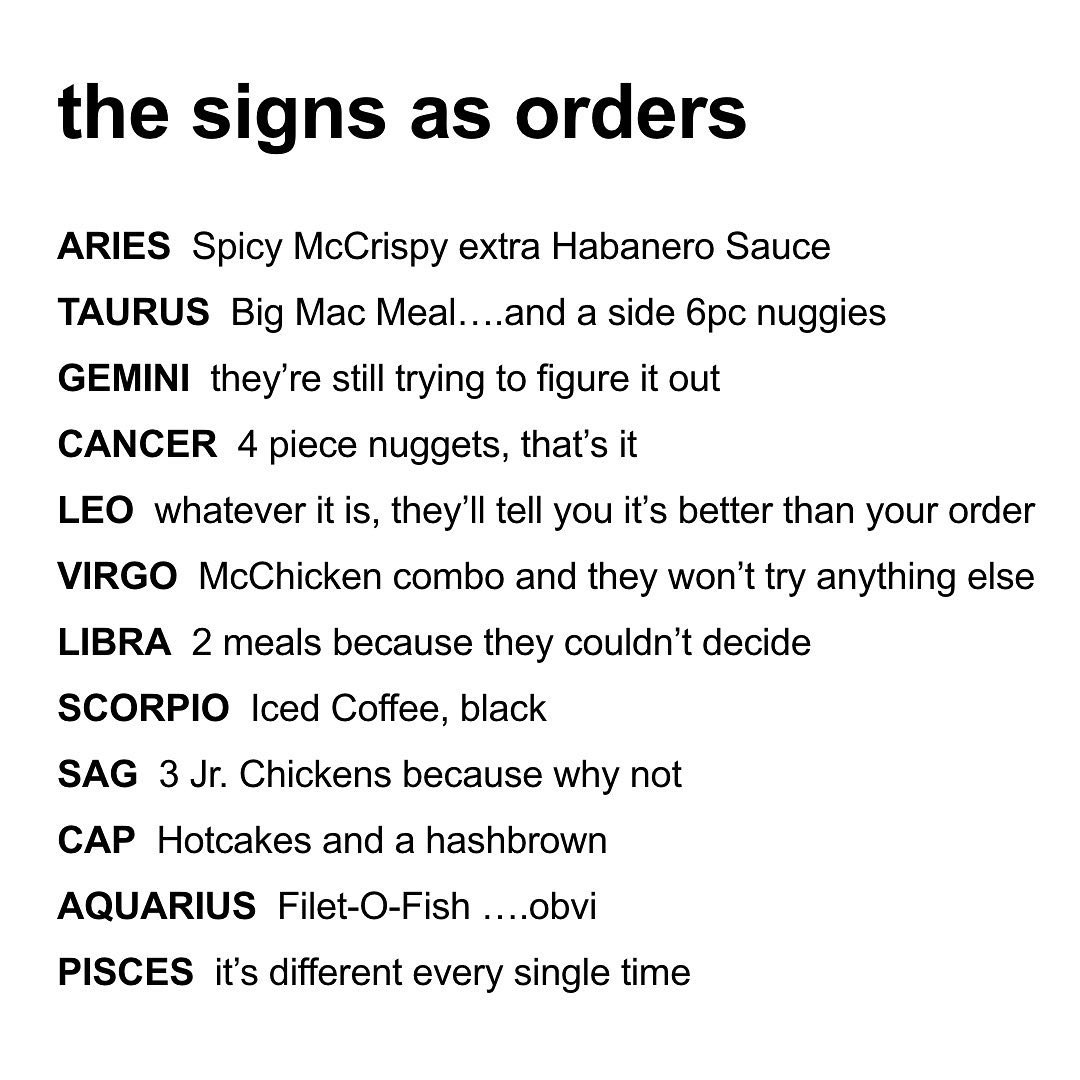 the signs as orders
ARIES Spicy McCrispy extra Habanero Sauce
TAURUS Big Mac Meal….and a side 6pc nuggies
GEMINI they’re still trying to figure it out
CANCER 4 piece nuggets, that’s it
LEO whatever it is, they’ll tell you it’s better than your order
VIRGO McChicken combo and they won’t try anything else
LIBRA 2 meals because they couldn’t decide
SCORPIO Iced Coffee, black
SAG 3 Jr. Chickens because why not
CAP Hotcakes and a hashbrown
AQUARIUS Filet-O-Fish ….obvi
PISCES it’s different every single time